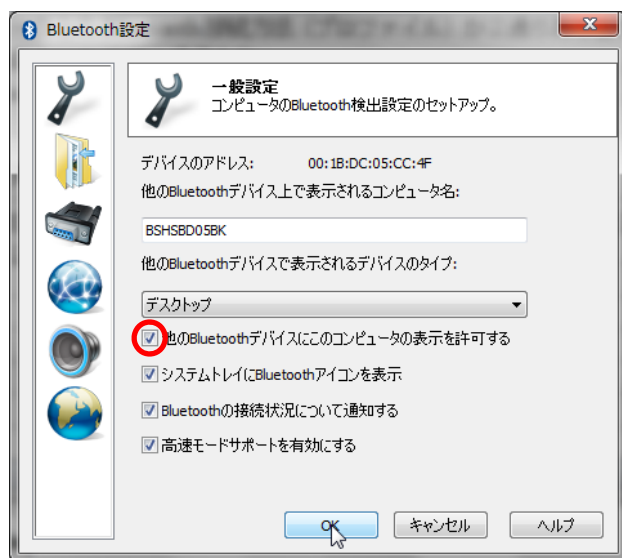 Bluetooth設定
一般設定
コンピュータのBluetooth検出設定のセットアップ。
デバイスのアドレス: 00:1B:DC:05:CC:4F
他のBluetoothデバイス上で表示されるコンピュータ名:
BSHSBD05BK
他のBluetoothデバイスで表示されるデバイスのタイプ:
デスクトップ
他のBluetoothデバイスにこのコンピュータの表示を許可する
システムトレイにBluetoothアイコンを表示
Bluetoothの接続状況について通知する
高速モードサポートを有効にする
OK キャンセル ヘルプ